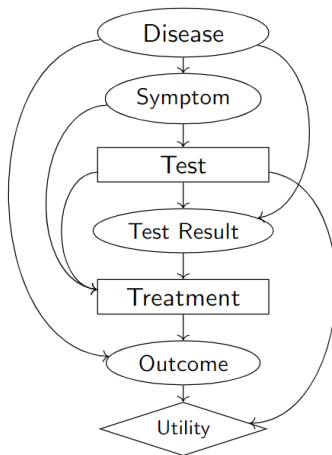 Disease
Symptom
Test
Test Result
Treatment
Outcome
Utility